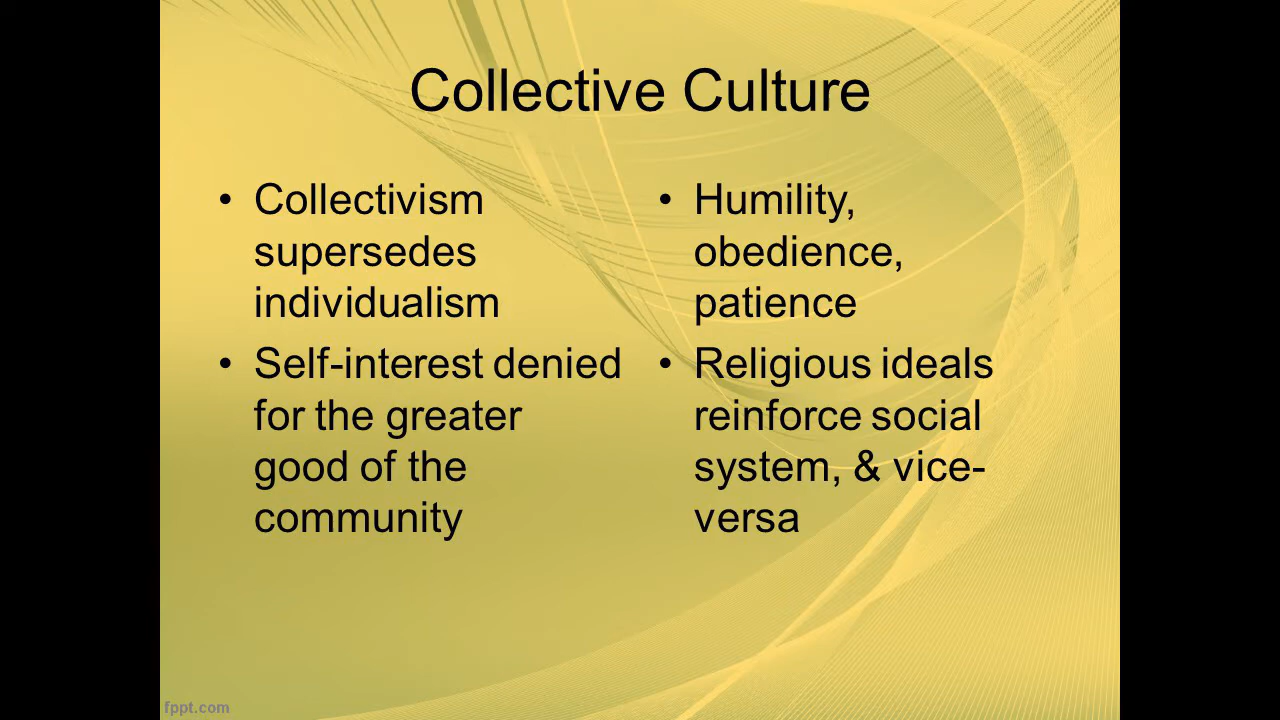 Collective Culture
• Collectivism
supersedes
individualism
• Self-interest denied
for the greater
good of the
community
• Humility,
obedience,
patience
• Religious ideals
reinforce social
system, & vice-
versa
fppt.com